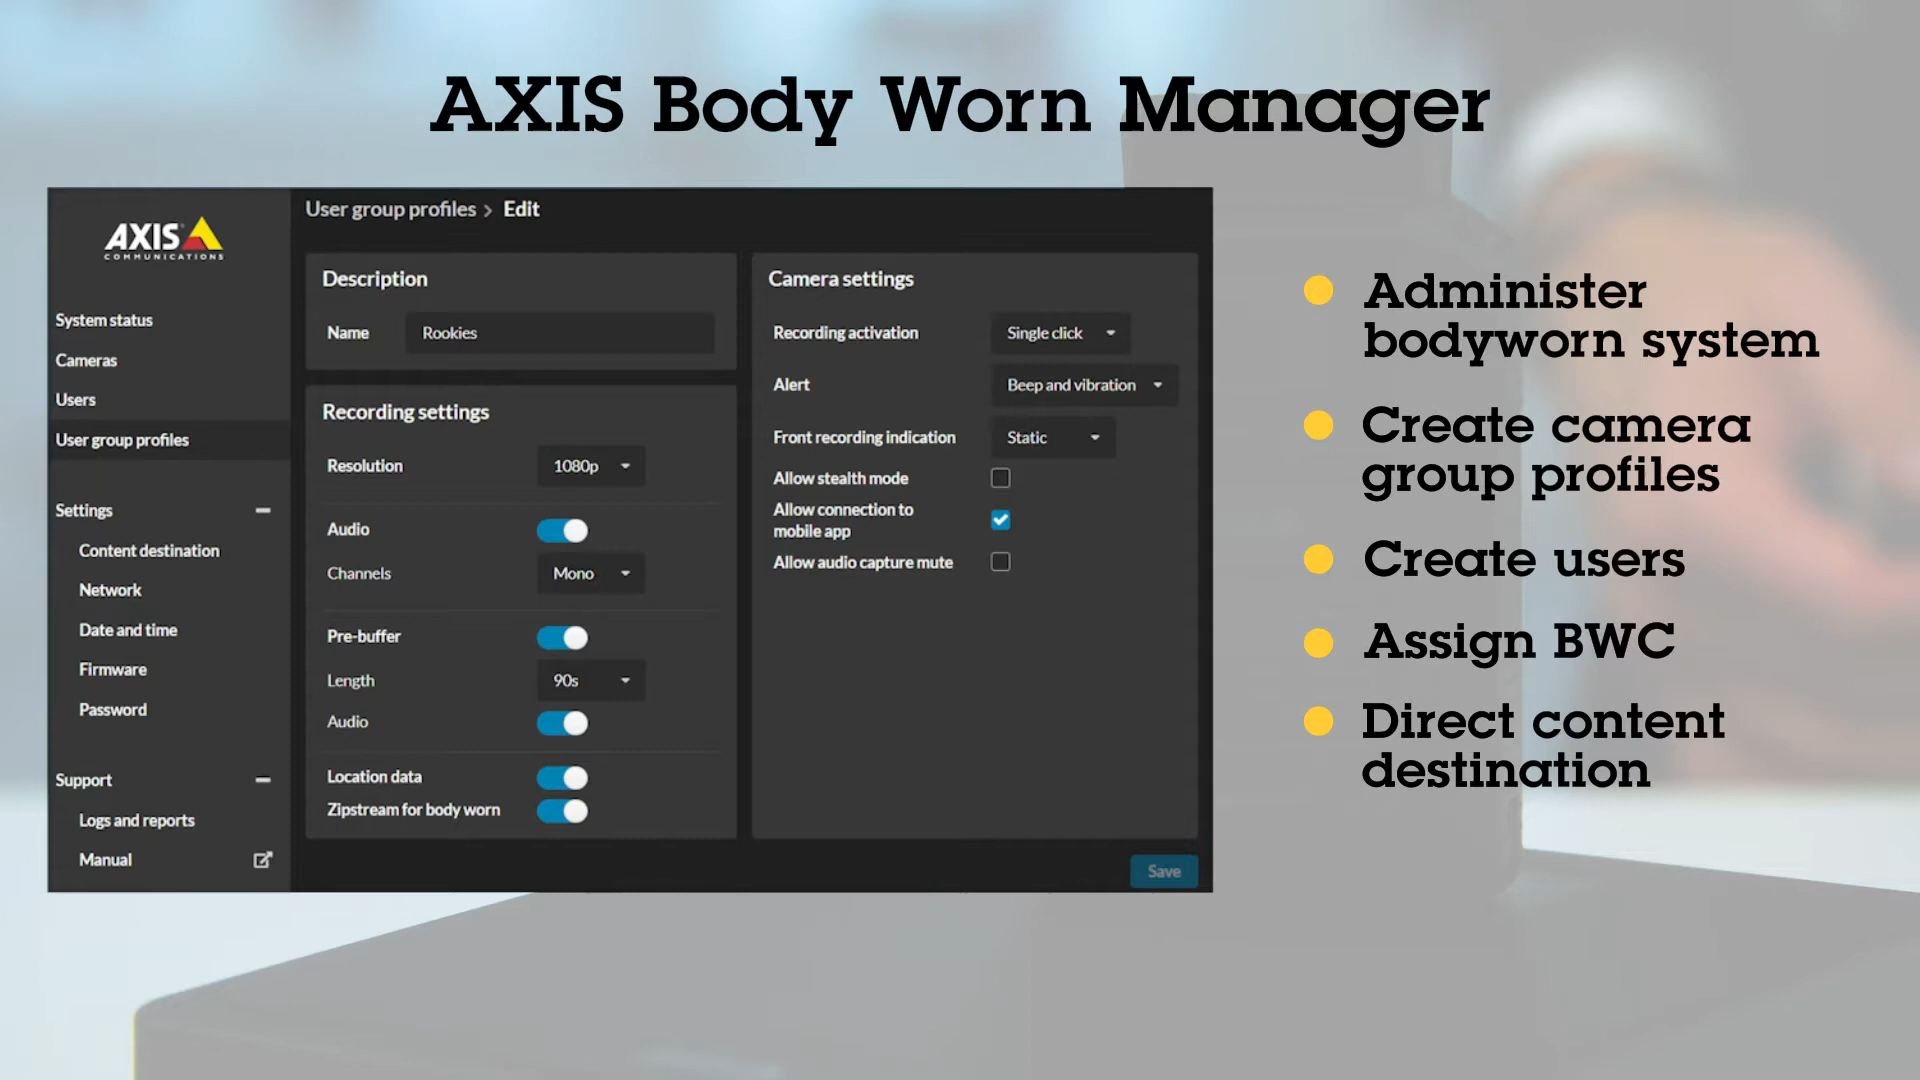 AXIS Body Worn Manager
AXIS
COMMUNICATIONS
System status
Cameras
Users
User group profiles
Settings
Content destination
Network
Date and time
Firmware
Password
Support
Logs and reports
Manual
User group profiles > Edit
Description
Name Rookies
Recording settings
Resolution 1080p
Audio
Channels Mono
Pre-buffer
Length 90s
Audio
Location data
Zipstream for body worn
Camera settings
Recording activation Single click
Alert Beep and vibration
Front recording indication Static
Allow stealth mode
Allow connection to
mobile app
Allow audio capture mute
Save
Administer
bodyworn system
Create camera
group profiles
Create users
Assign BWC
Direct content
destination